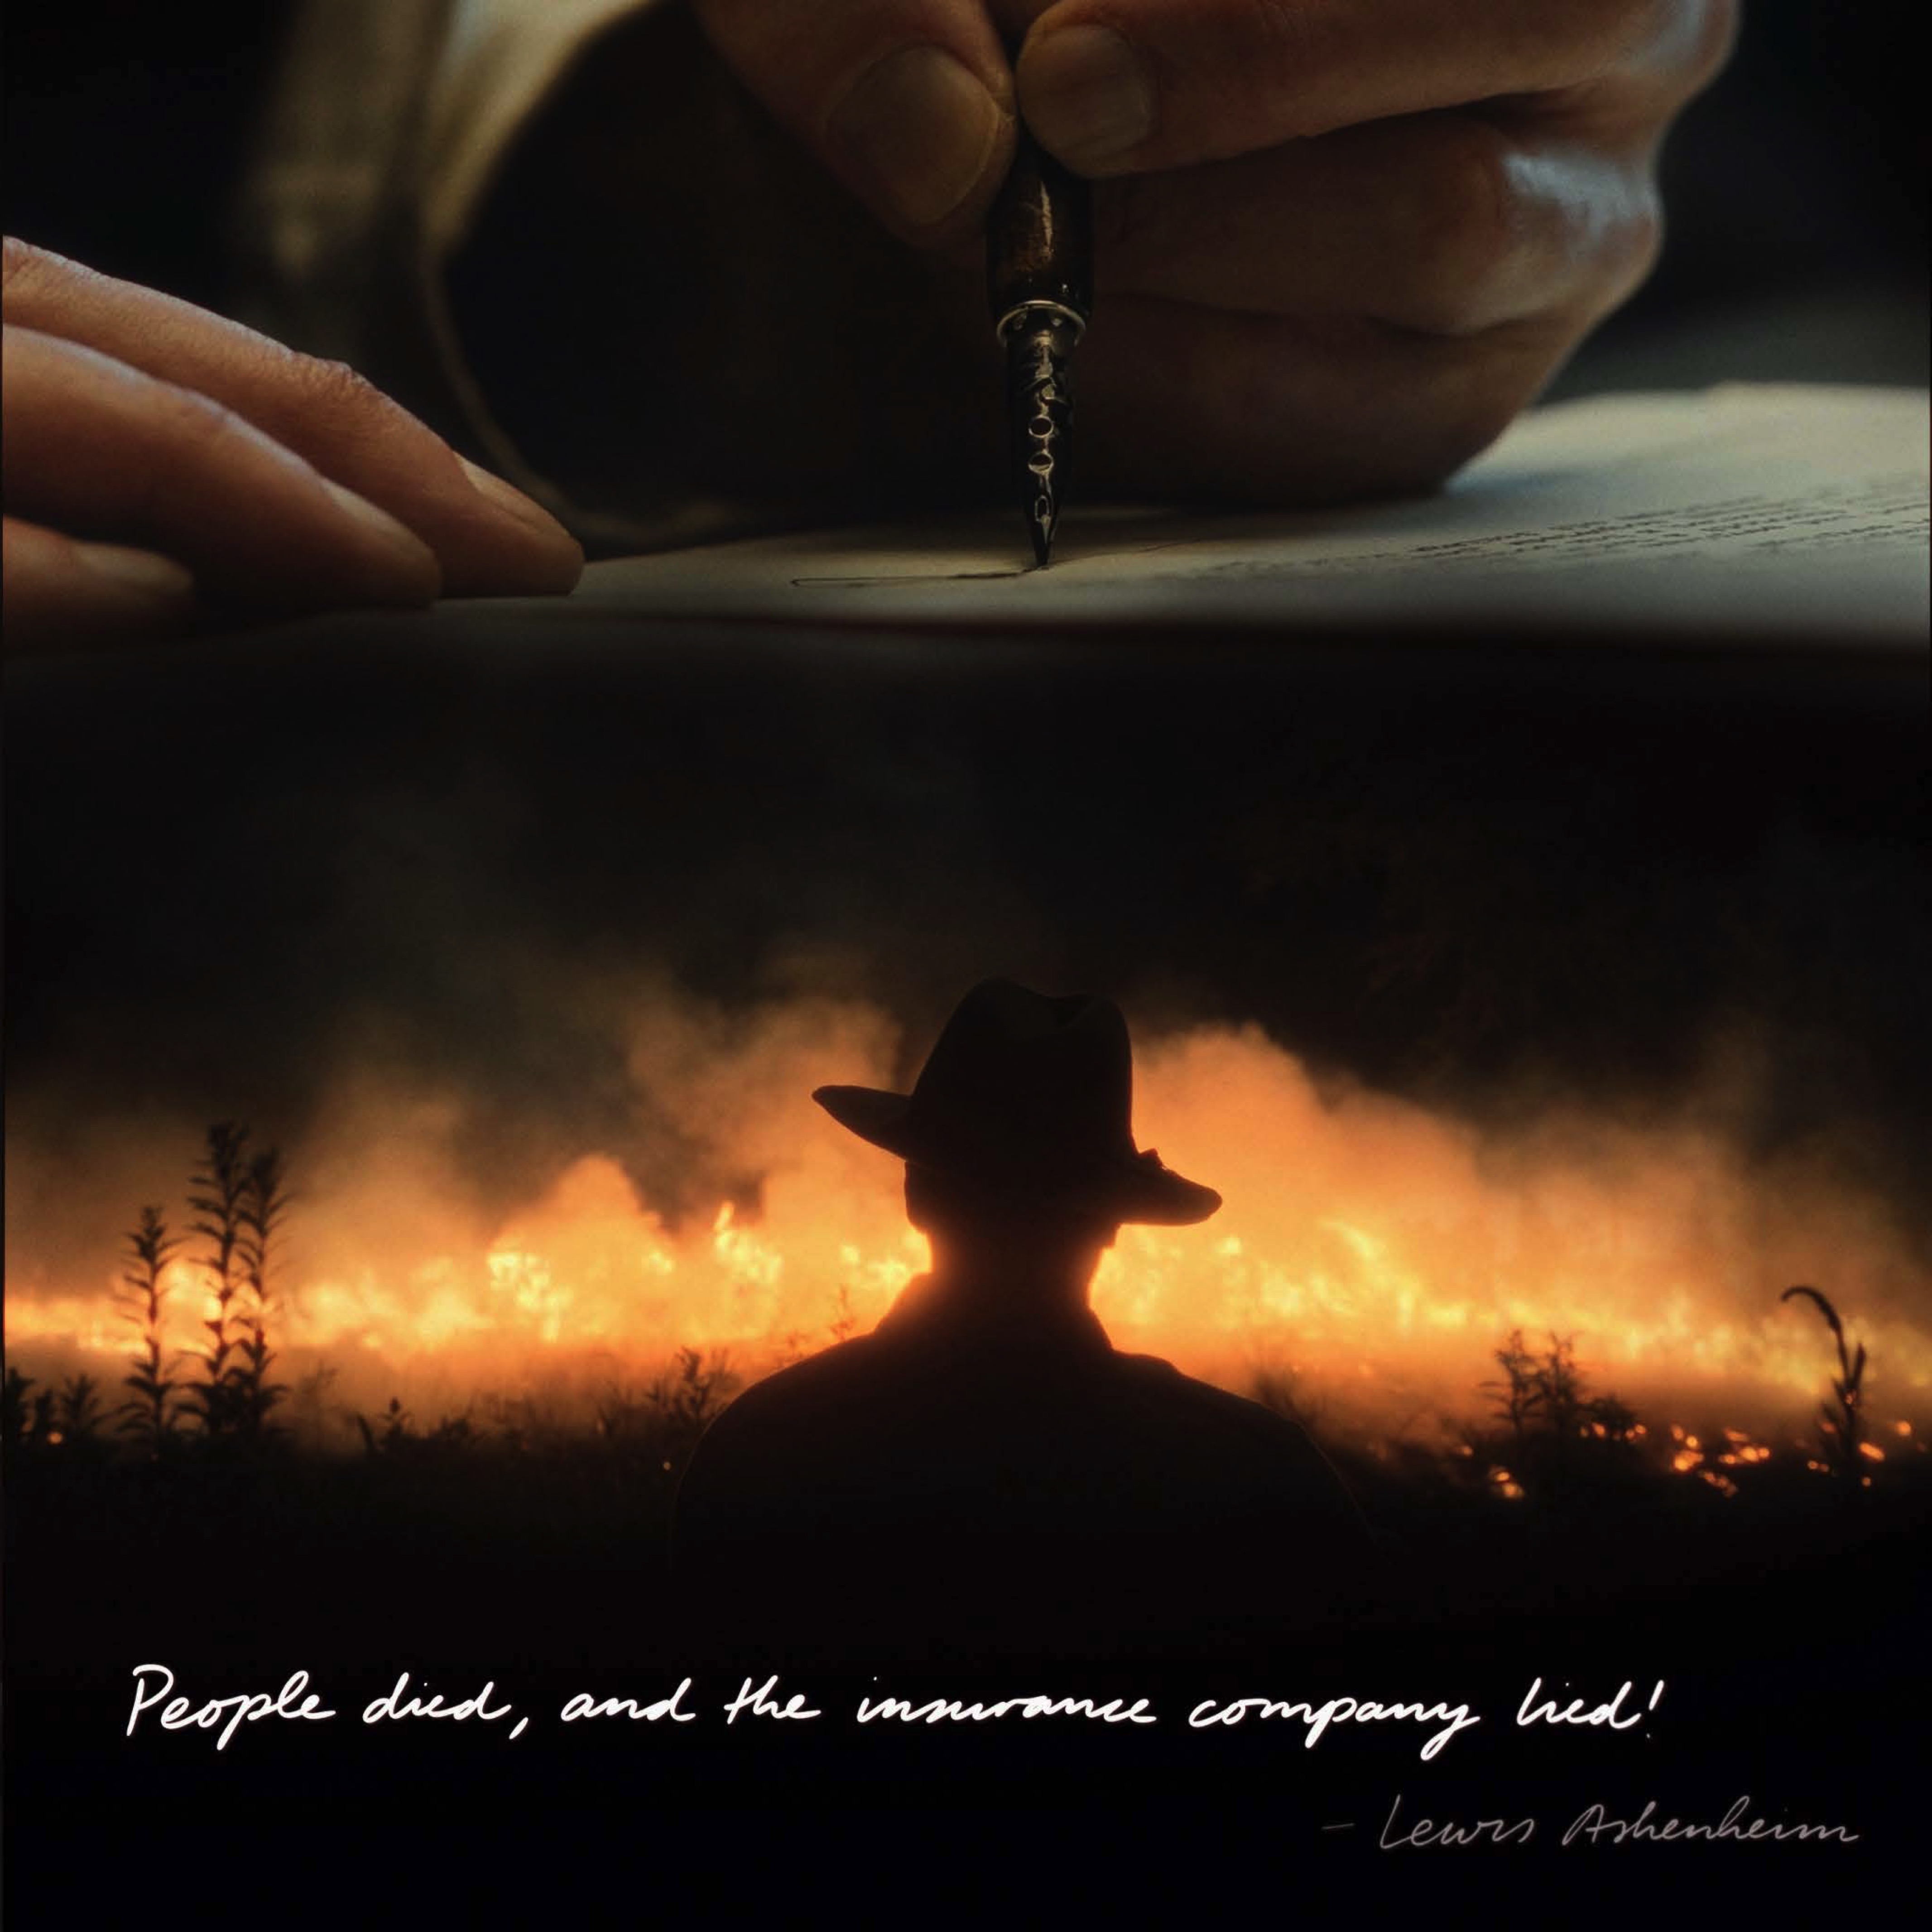 People died, and the insurance company lied!
- Lewis Ashenheim